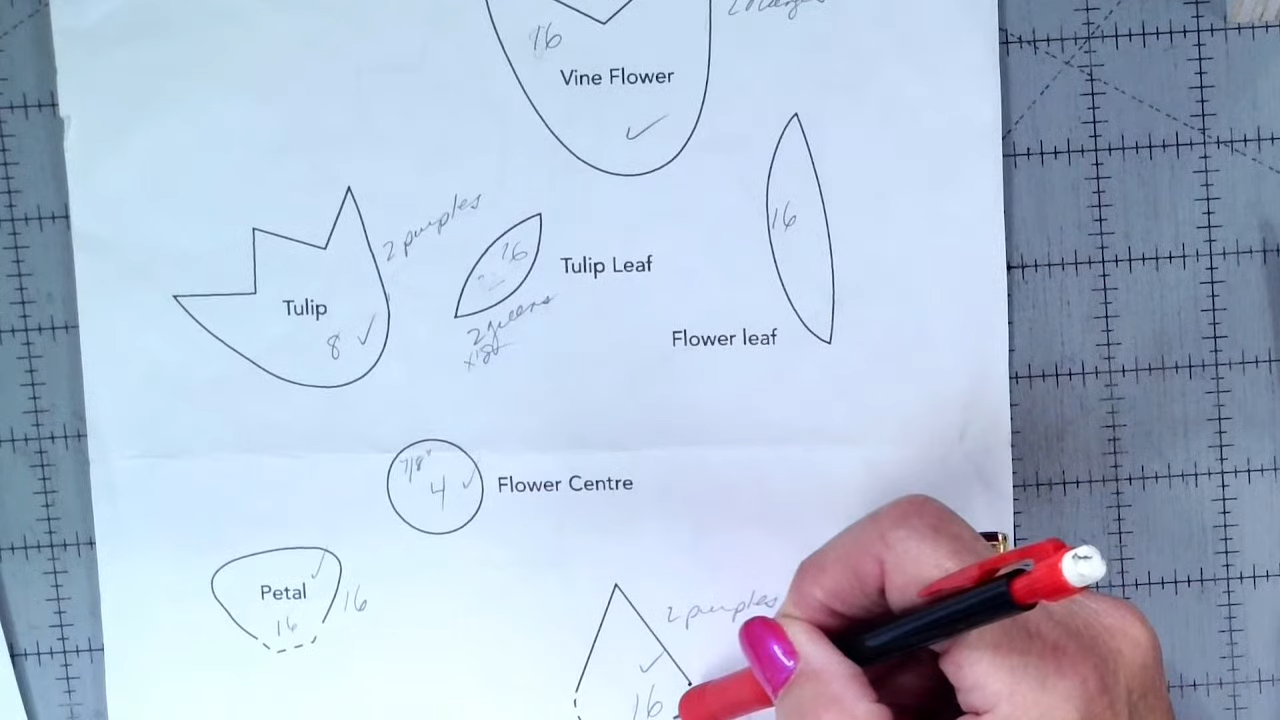 16
Vine Flower
2 purples
16
Tulip Leaf
16
Tulip
8
2 greens
Flower leaf
7/8"
4
Flower Centre
Petal
16
16
2 purples
16